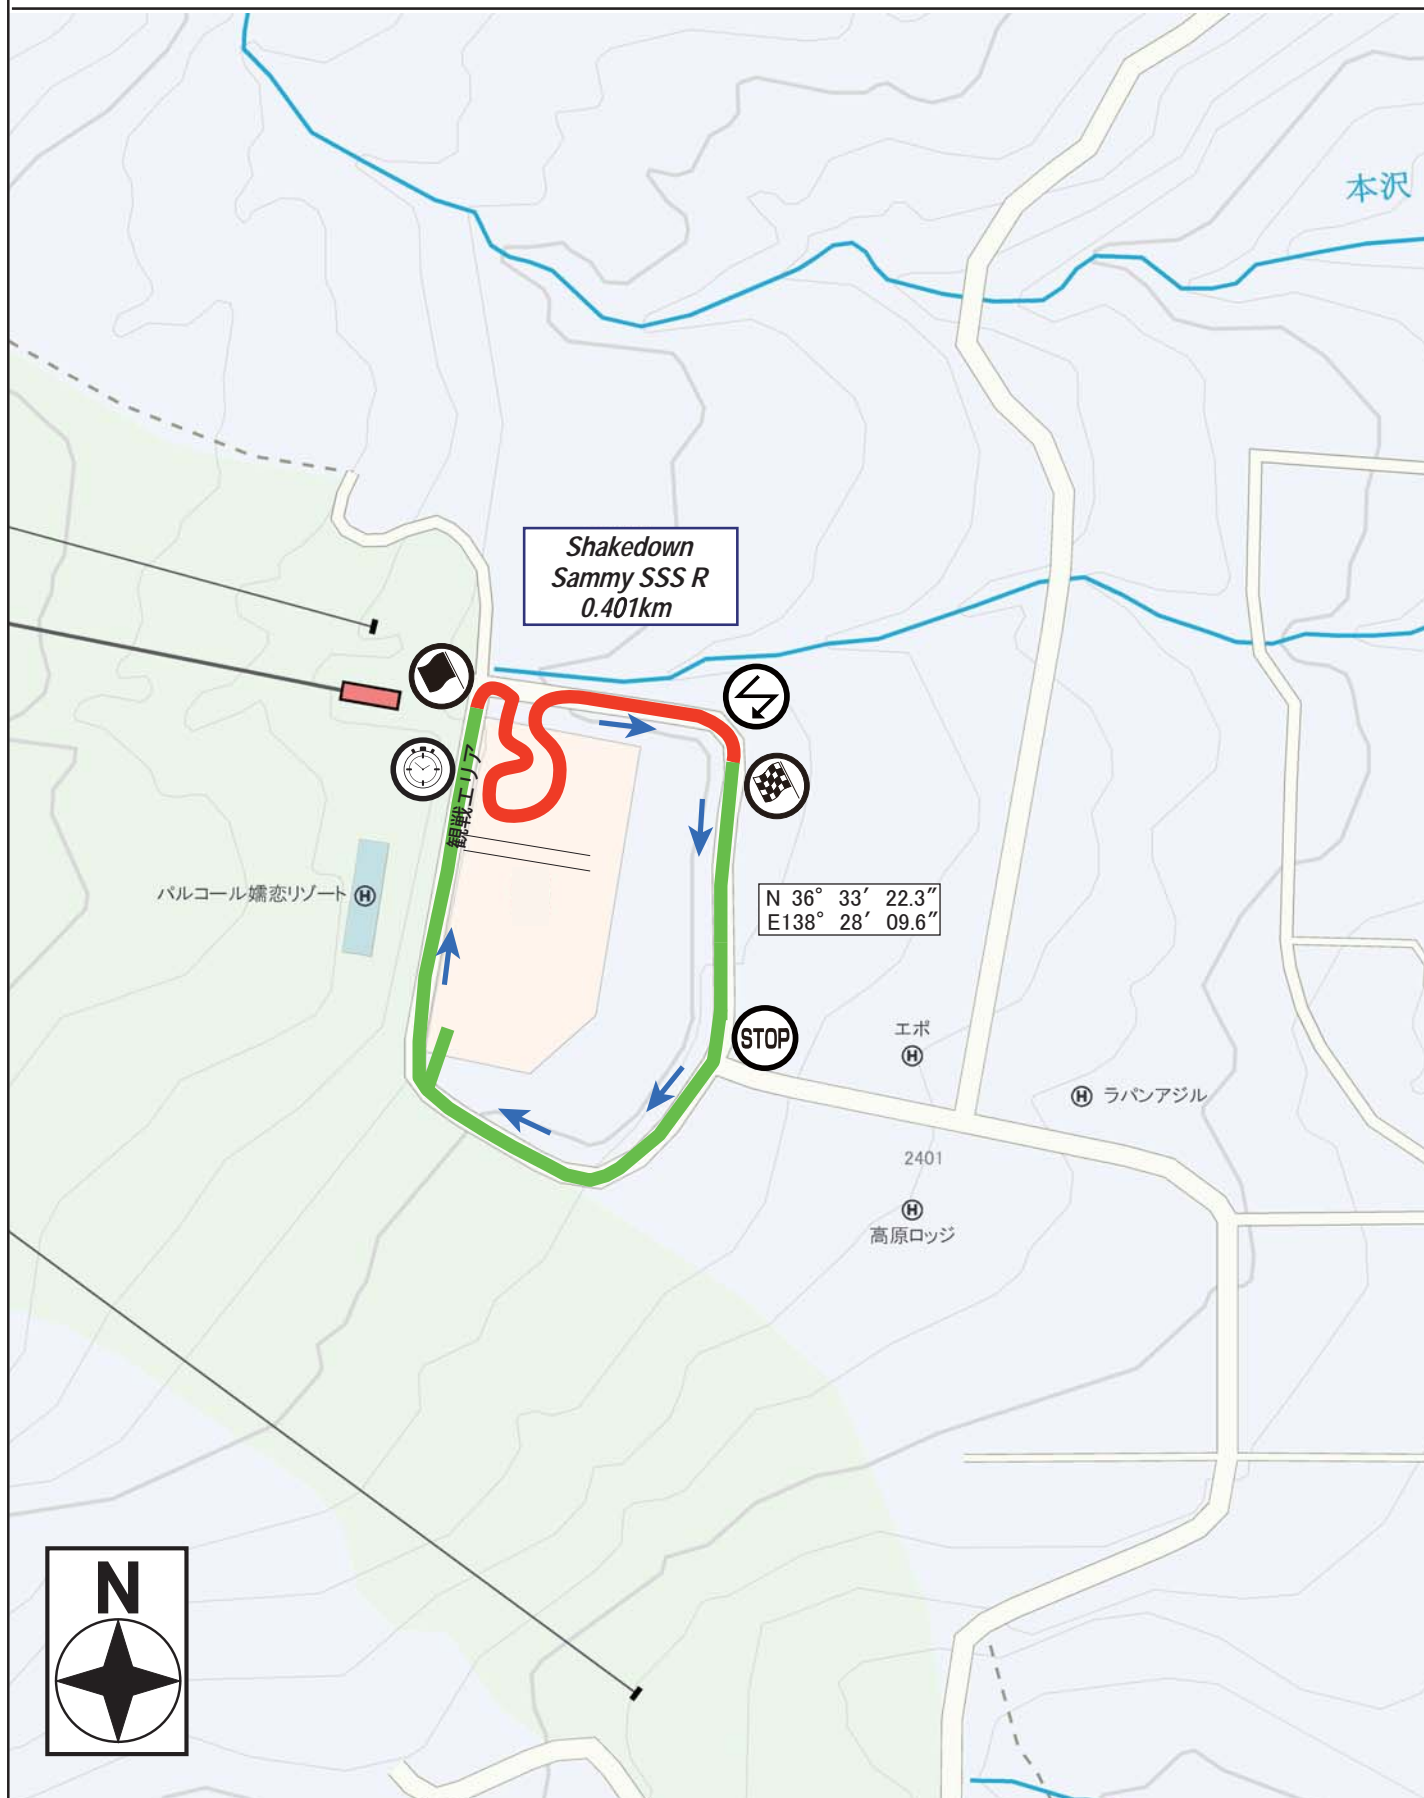 本沢
Shakedown
Sammy SSS R
0.401km
観戦エリア
パルコール嬬恋リゾート
H
N 36° 33′ 22.3″
E138° 28′ 09.6″
STOP
エポ
H
H
ラパンアジル
2401
H
高原ロッジ
N